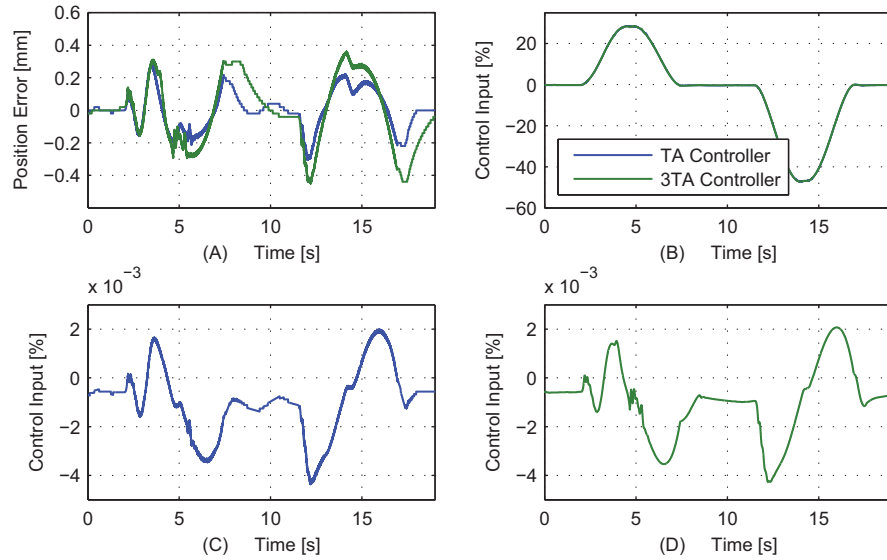 0.6
0.4
0.2
0
−0.2
−0.4
Position Error [mm]
0
5
10
15
(A)
Time [s]
20
0
−20
−40
−60
Control Input [%]
TA Controller
3TA Controller
0
5
10
15
(B)
Time [s]
x 10−3
2
0
−2
−4
Control Input [%]
0
5
10
15
(C)
Time [s]
x 10−3
2
0
−2
−4
Control Input [%]
0
5
10
15
(D)
Time [s]